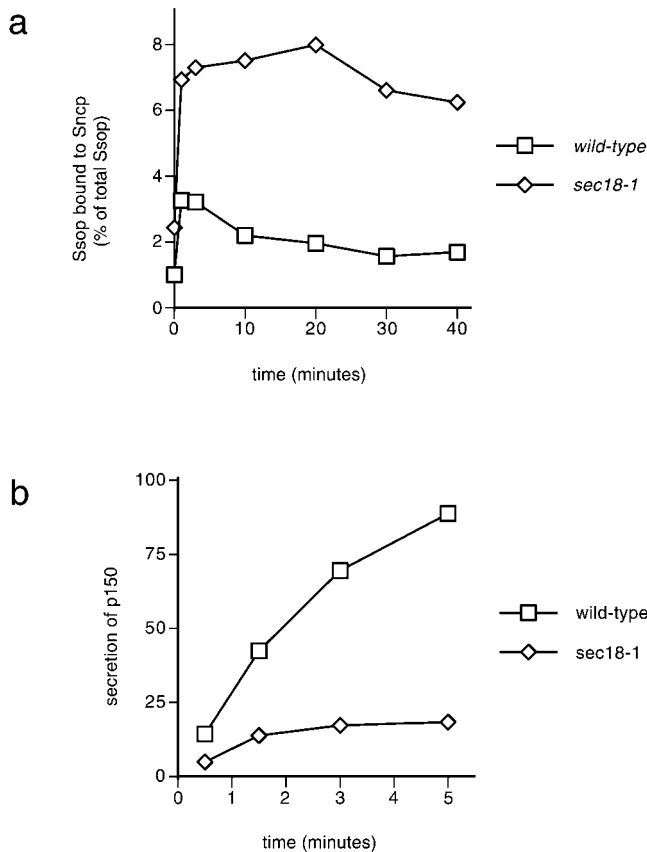 a
Ssop bound to Sncp
(% of total Ssop)
8
6
4
2
0
0 10 20 30 40
time (minutes)
wild-type
sec18-1
b
secretion of p150
100
75
50
25
0
0 1 2 3 4 5
time (minutes)
wild-type
sec18-1